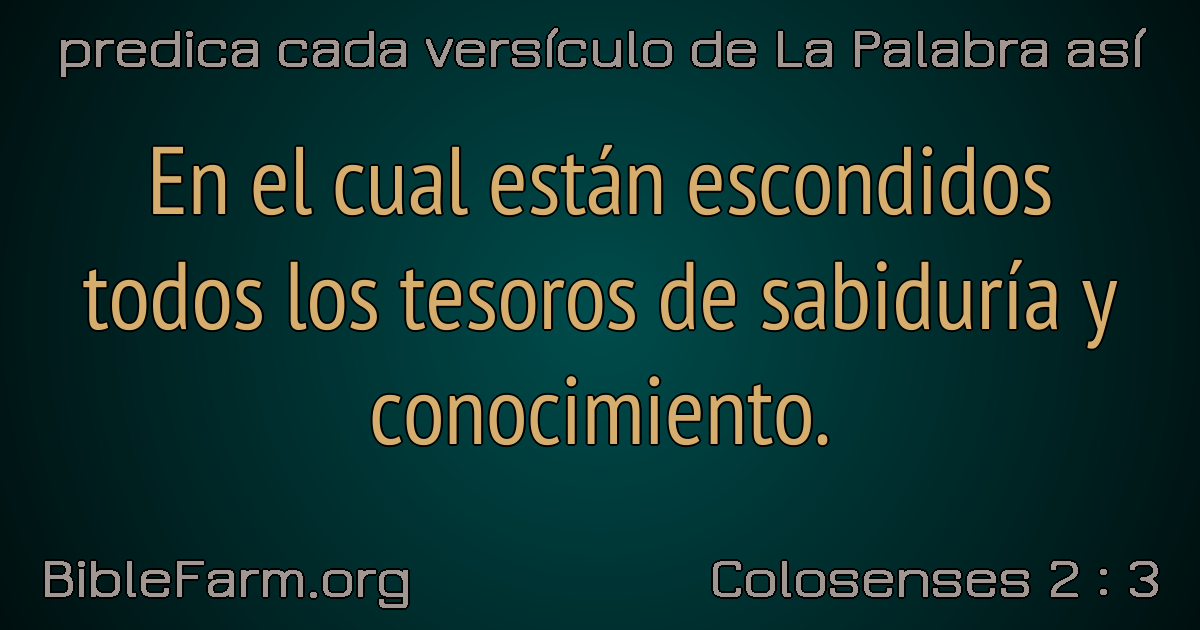 predica cada versículo de La Palabra así
En el cual están escondidos
todos los tesoros de sabiduría y
conocimiento.
BibleFarm.org
Colosenses 2 : 3